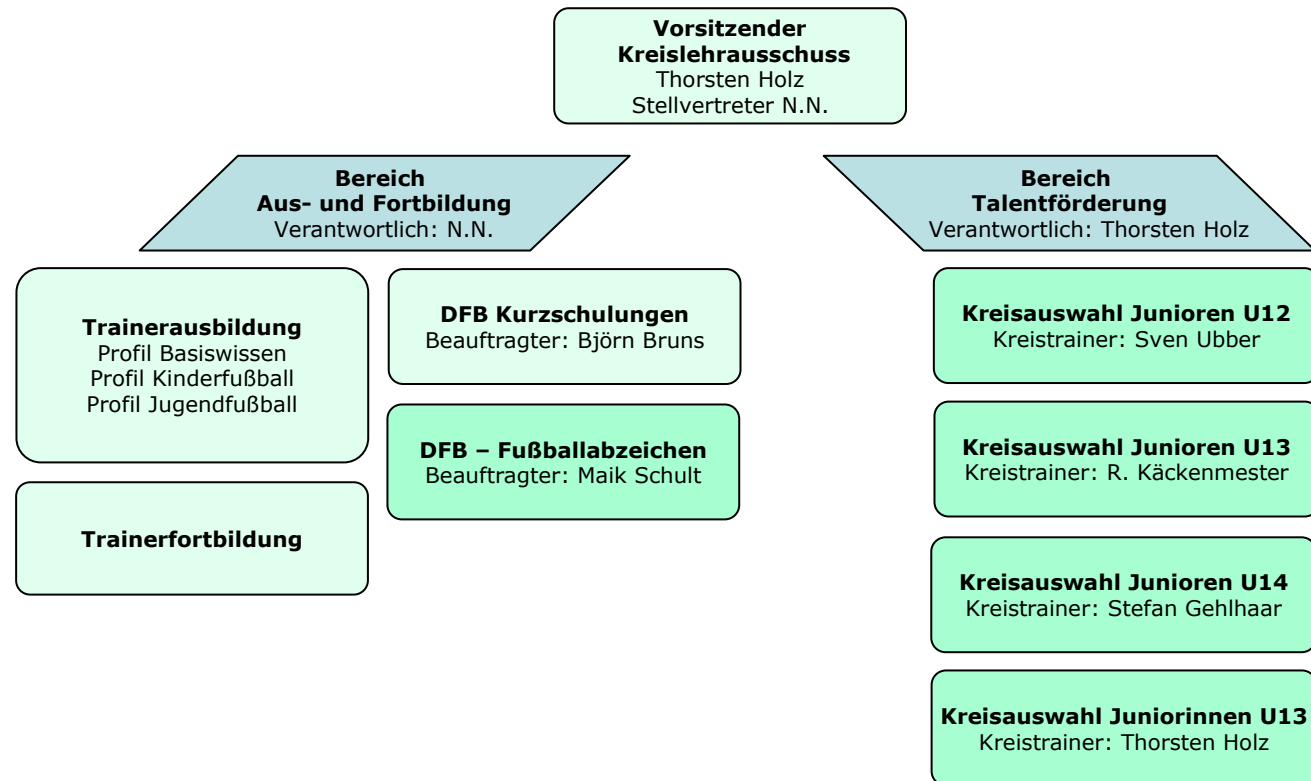 Vorsitzender
Kreislehrausschuss
Thorsten Holz
Stellvertreter N.N.
Bereich
Aus- und Fortbildung
Verantwortlich: N.N.
Bereich
Talentförderung
Verantwortlich: Thorsten Holz
Trainerausbildung
Profil Basiswissen
Profil Kinderfußball
Profil Jugendfußball
Trainerfortbildung
DFB Kurzschulungen
Beauftragter: Björn Bruns
DFB – Fußballabzeichen
Beauftragter: Maik Schult
Kreisauswahl Junioren U12
Kreistrainer: Sven Ubber
Kreisauswahl Junioren U13
Kreistrainer: R. Käckenmester
Kreisauswahl Junioren U14
Kreistrainer: Stefan Gehlhaar
Kreisauswahl Juniorinnen U13
Kreistrainer: Thorsten Holz